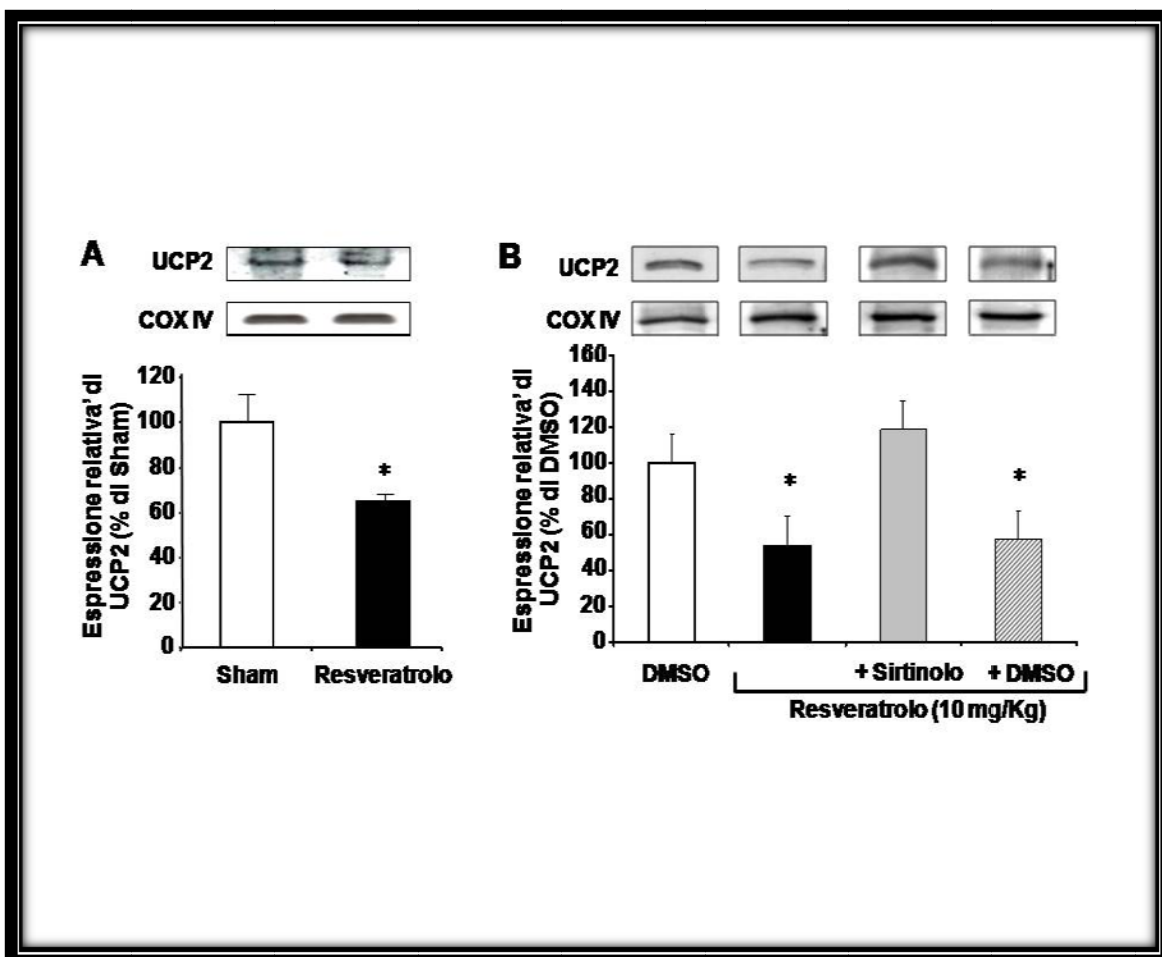 A
UCP2
COX IV
Espressione relativa' di
UCP2 (% di Sham)
120
100
80
60
40
20
0
*
Sham Resveratrolo
B
UCP2
COX IV
Espressione relativa' di
UCP2 (% di DMSO)
160
140
120
100
80
60
40
20
0
*
*
DMSO + Sirtinolo + DMSO
Resveratrolo (10 mg/Kg)